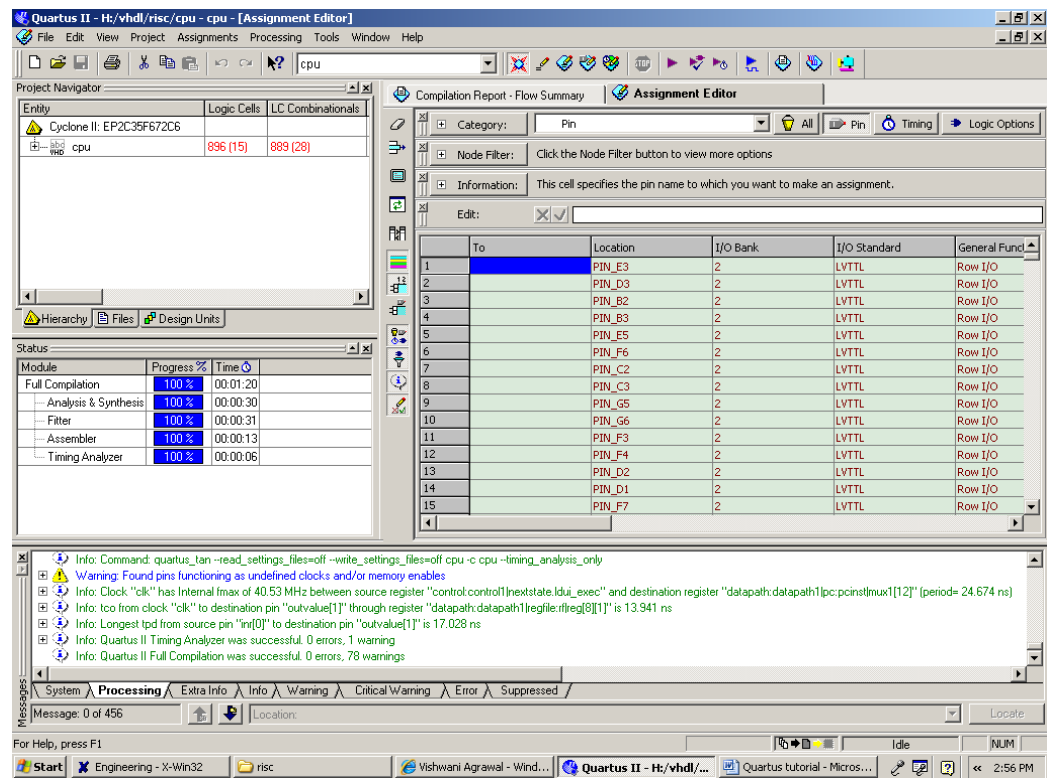 Quartus II - H:/vhdl/risc/cpu - cpu - [Assignment Editor]
File Edit View Project Assignments Processing Tools Window Help
cpu
Project Navigator
Entity Logic Cells LC Combinationals
Cyclone II: EP2C35F672C6
cpu 896 (15) 889 (28)
Hierarchy Files Design Units
Status
Module Progress % Time
Full Compilation 100 % 00:01:20
Analysis & Synthesis 100 % 00:00:30
Fitter 100 % 00:00:31
Assembler 100 % 00:00:13
Timing Analyzer 100 % 00:00:06
Compilation Report - Flow Summary Assignment Editor
Category: Pin All Pin Timing Logic Options
Node Filter: Click the Node Filter button to view more options
Information: This cell specifies the pin name to which you want to make an assignment.
Edit:
To Location I/O Bank I/O Standard General Funct
1 PIN_E3 2 LVTTL Row I/O
2 PIN_D3 2 LVTTL Row I/O
3 PIN_B2 2 LVTTL Row I/O
4 PIN_B3 2 LVTTL Row I/O
5 PIN_E5 2 LVTTL Row I/O
6 PIN_F6 2 LVTTL Row I/O
7 PIN_C2 2 LVTTL Row I/O
8 PIN_C3 2 LVTTL Row I/O
9 PIN_G5 2 LVTTL Row I/O
10 PIN_G6 2 LVTTL Row I/O
11 PIN_F3 2 LVTTL Row I/O
12 PIN_F4 2 LVTTL Row I/O
13 PIN_D2 2 LVTTL Row I/O
14 PIN_D1 2 LVTTL Row I/O
15 PIN_F7 2 LVTTL Row I/O
Info: Command: quartus_tan --read_settings_files=off --write_settings_files=off cpu -c cpu --timing_analysis_only
Warning: Found pins functioning as undefined clocks and/or memory enables
Info: Clock "clk" has Internal fmax of 40.53 MHz between source register "control:control1|nextstate.ldui_exec" and destination register "datapath:datapath1|pc:pcinst|mux1[12]" (period= 24.674 ns)
Info: tco from clock "clk" to destination pin "outvalue[1]" through register "datapath:datapath1|regfile:rf|reg[8][1]" is 13.941 ns
Info: Longest tpd from source pin "inr[0]" to destination pin "outvalue[1]" is 17.028 ns
Info: Quartus II Timing Analyzer was successful. 0 errors, 1 warning
Info: Quartus II Full Compilation was successful. 0 errors, 78 warnings
System Processing Extra Info Info Warning Critical Warning Error Suppressed
Messages
Message: 0 of 456 Location: Locate
For Help, press F1 Idle NUM
Start Engineering - X-Win32 risc Vishwani Agrawal - Wind... Quartus II - H:/vhdl/... Quartus tutorial - Micros... « 2:56 PM